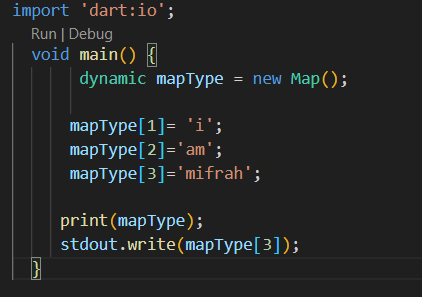 import 'dart:io';
Run | Debug
void main() {
dynamic mapType = new Map();
mapType[1]= 'i';
mapType[2]='am';
mapType[3]='mifrah';
print(mapType);
stdout.write(mapType[3]);
}